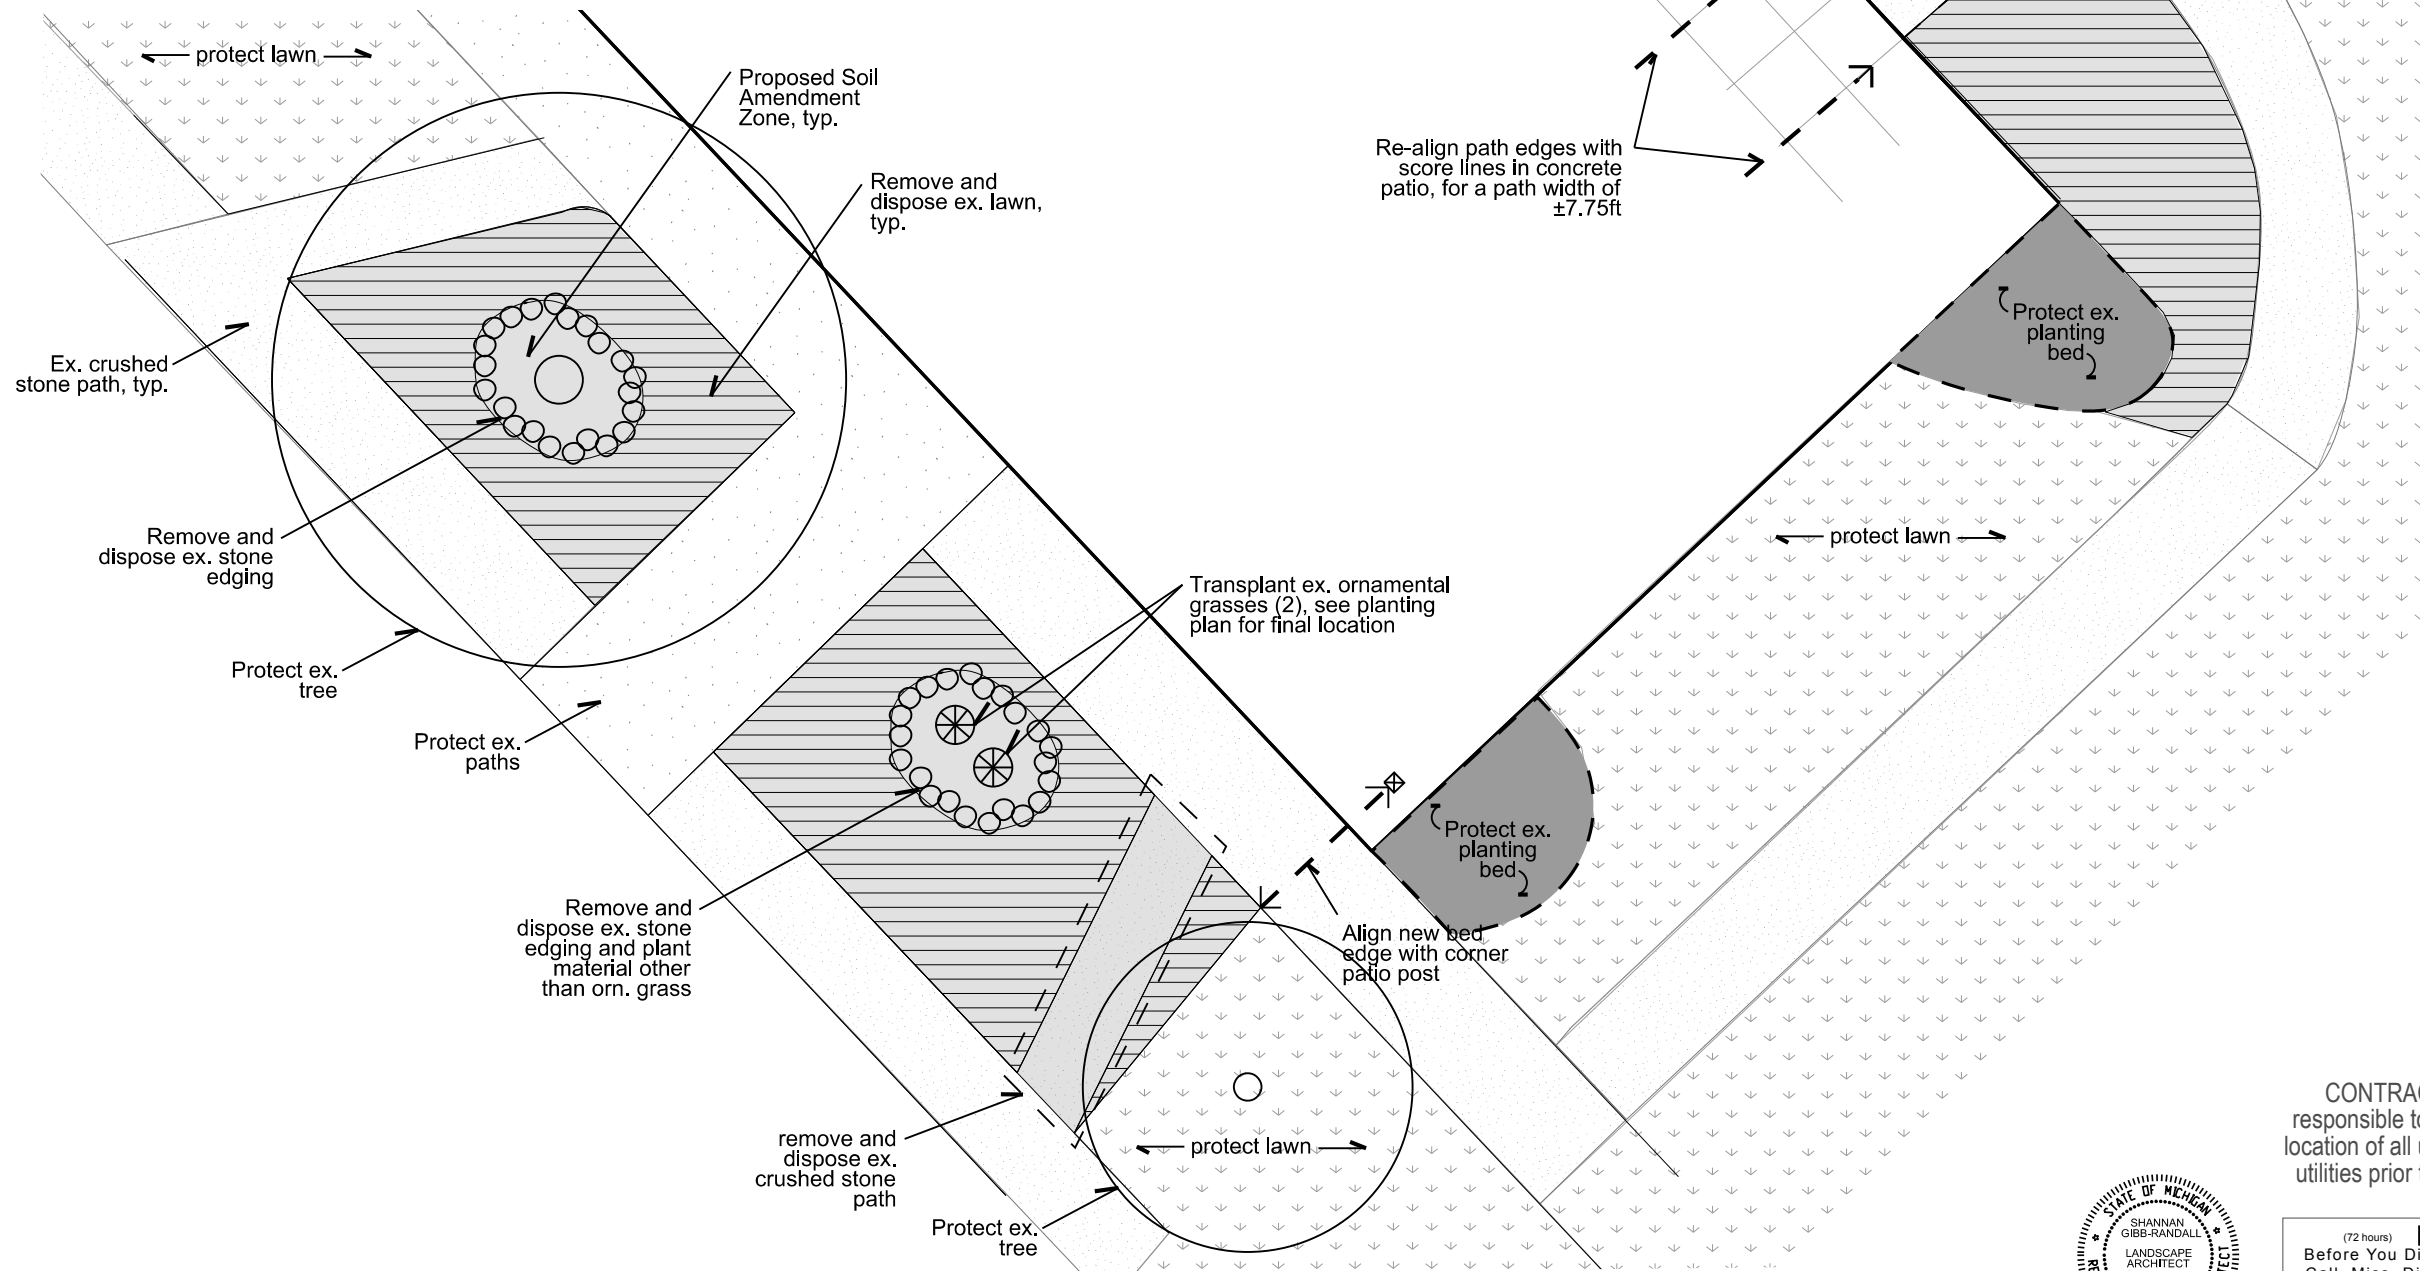 protect lawn
Proposed Soil
Amendment
Zone, typ.
Remove and
dispose ex. lawn,
typ.
Re-align path edges with
score lines in concrete
patio, for a path width of
±7.75ft
Ex. crushed
stone path, typ.
Protect ex.
planting
bed
Remove and
dispose ex. stone
edging
protect lawn
Transplant ex. ornamental
grasses (2), see planting
plan for final location
Protect ex.
tree
Protect ex.
paths
Protect ex.
planting
bed
Remove and
dispose ex. stone
edging and plant
material other
than orn. grass
Align new bed
edge with corner
patio post
remove and
dispose ex.
crushed stone
path
protect lawn
Protect ex.
tree
responsible
location of all
utilities prior
STATE OF MICHIGAN
SHANNAN
GIBB-RANDALL
LANDSCAPE
ARCHITECT
(72 hours)
Before You